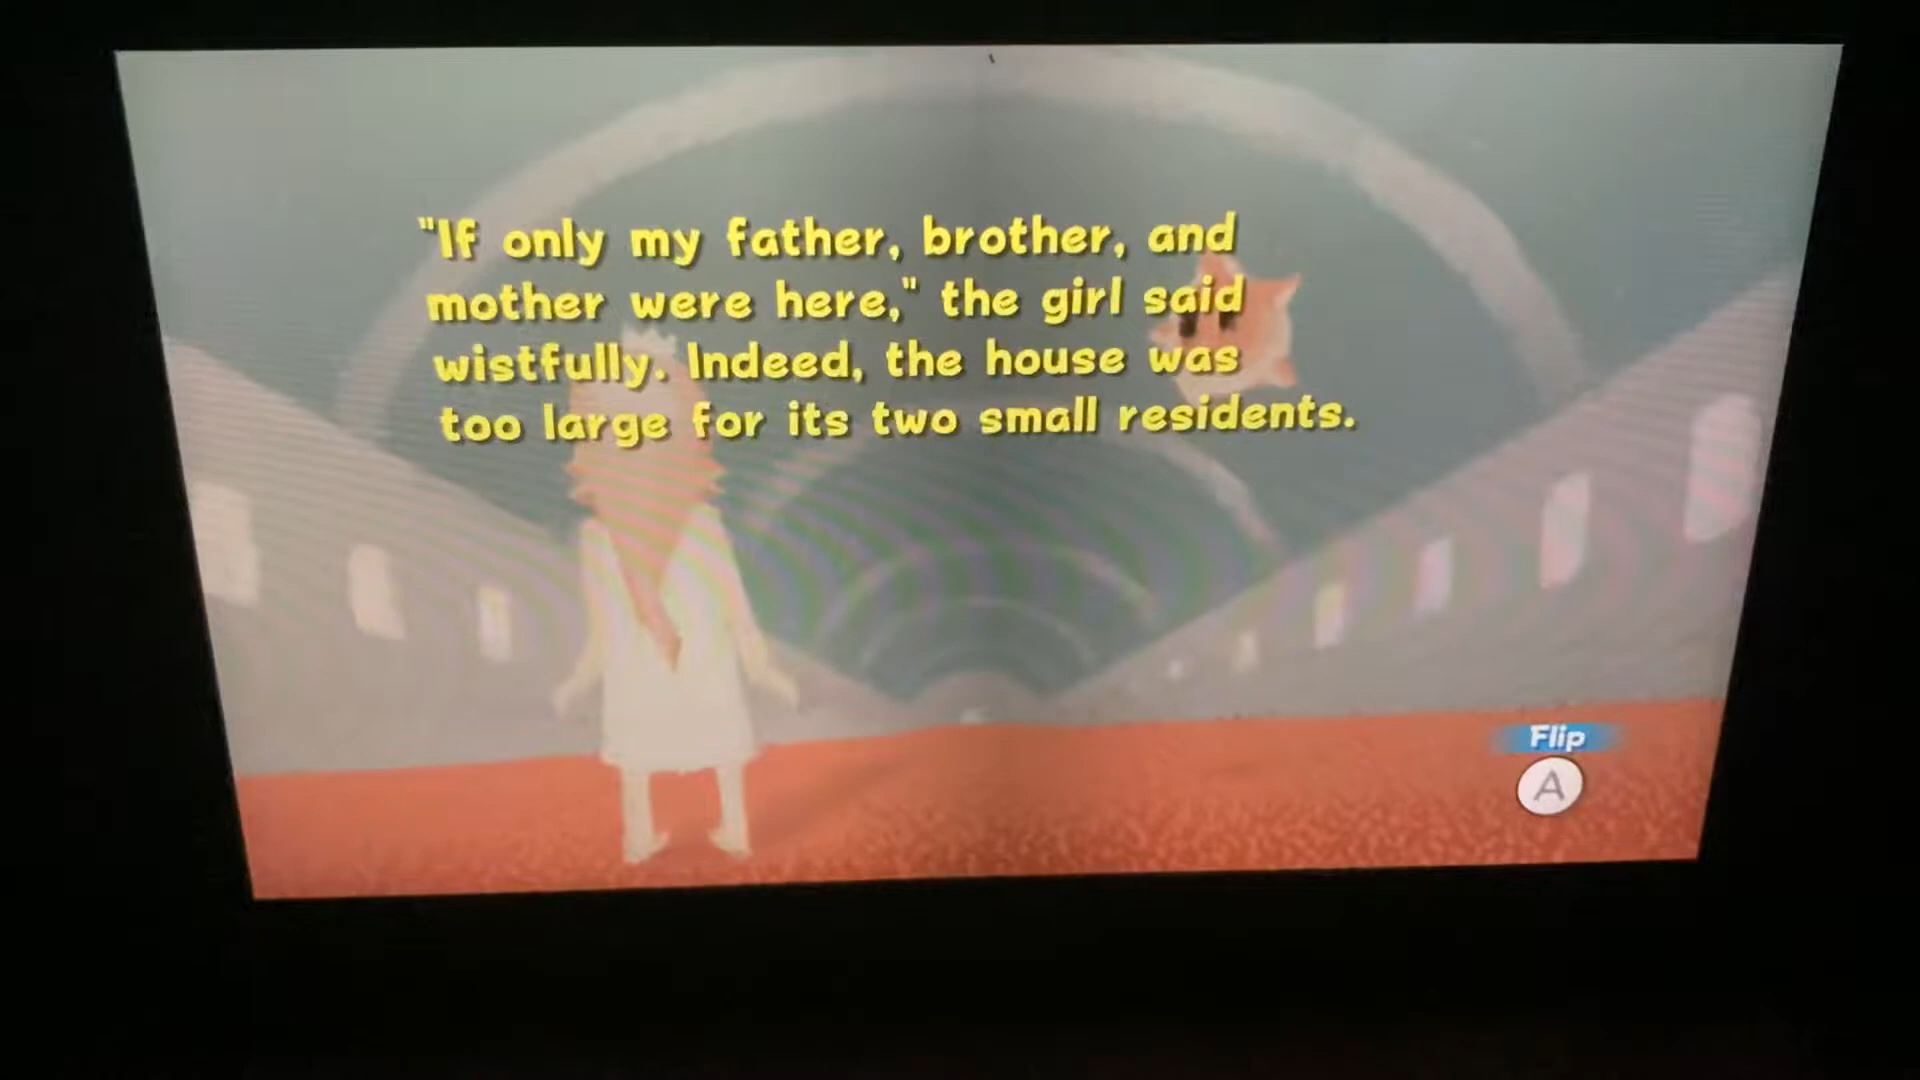 "If only my father, brother, and
mother were here," the girl said
wistfully. Indeed, the house was
too large for its two small residents.
Flip
A